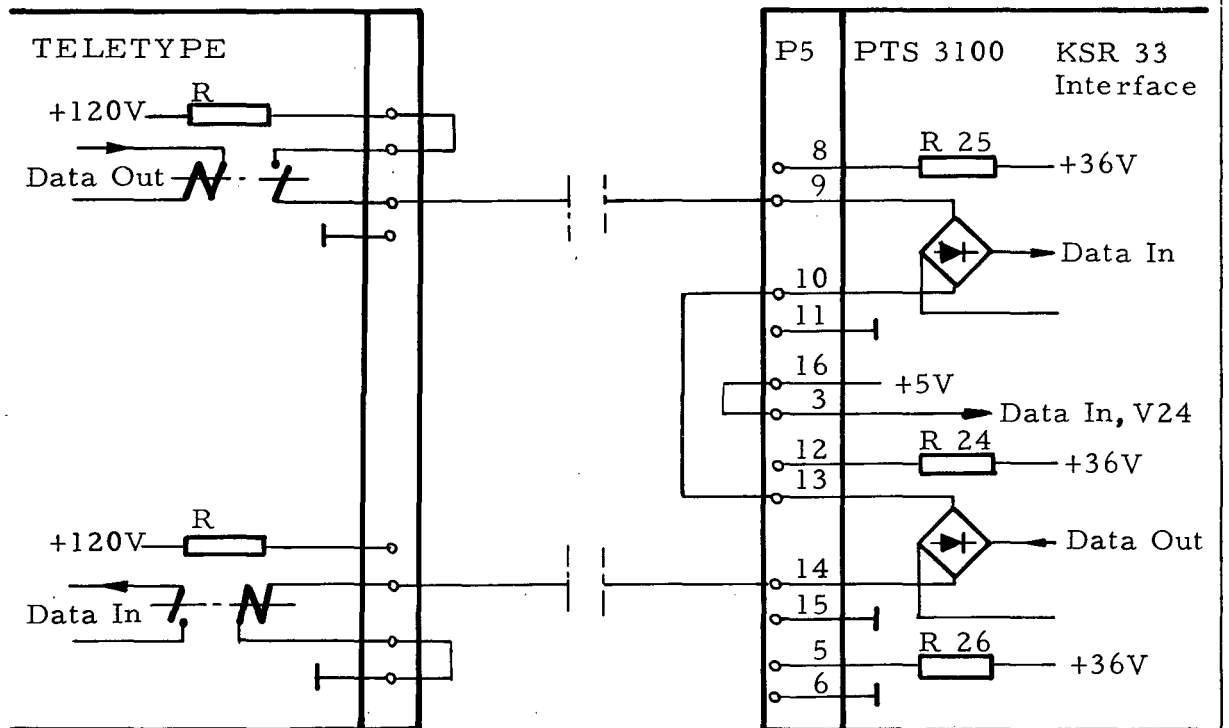 TELETYPE
+120V
R
Data Out
+120V
R
Data In
P5
PTS 3100
KSR 33
Interface
8
R 25
+36V
9
Data In
10
11
16
+5V
3
Data In, V24
12
R 24
+36V
13
Data Out
14
15
5
R 26
+36V
6